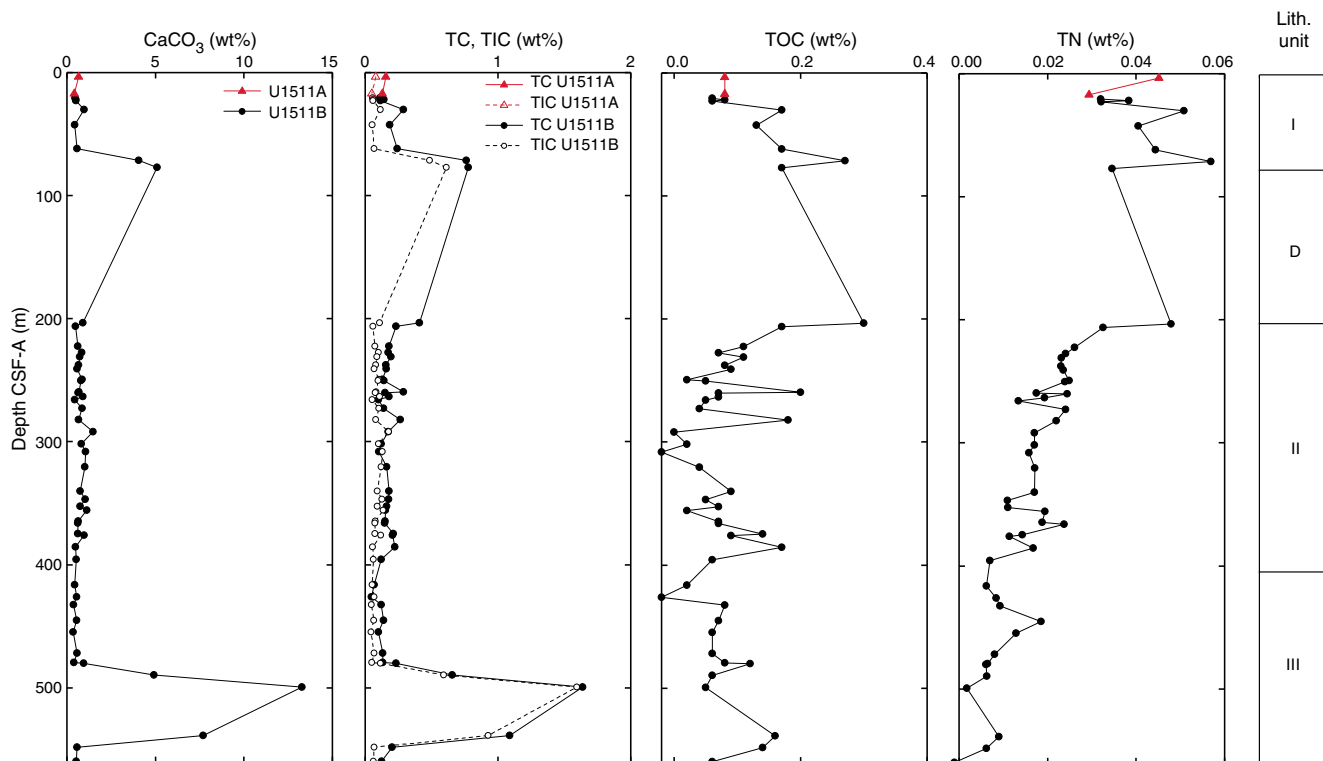 CaCO3 (wt%)
TC, TIC (wt%)
TOC (wt%)
TN (wt%)
Lith.
unit
0 5 10 15
0 1 2
0.0 0.2 0.4
0.00 0.02 0.04 0.06
U1511A
U1511B
TC U1511A
TIC U1511A
TC U1511B
TIC U1511B
Depth CSF-A (m)
0
100
200
300
400
500
I
D
II
III